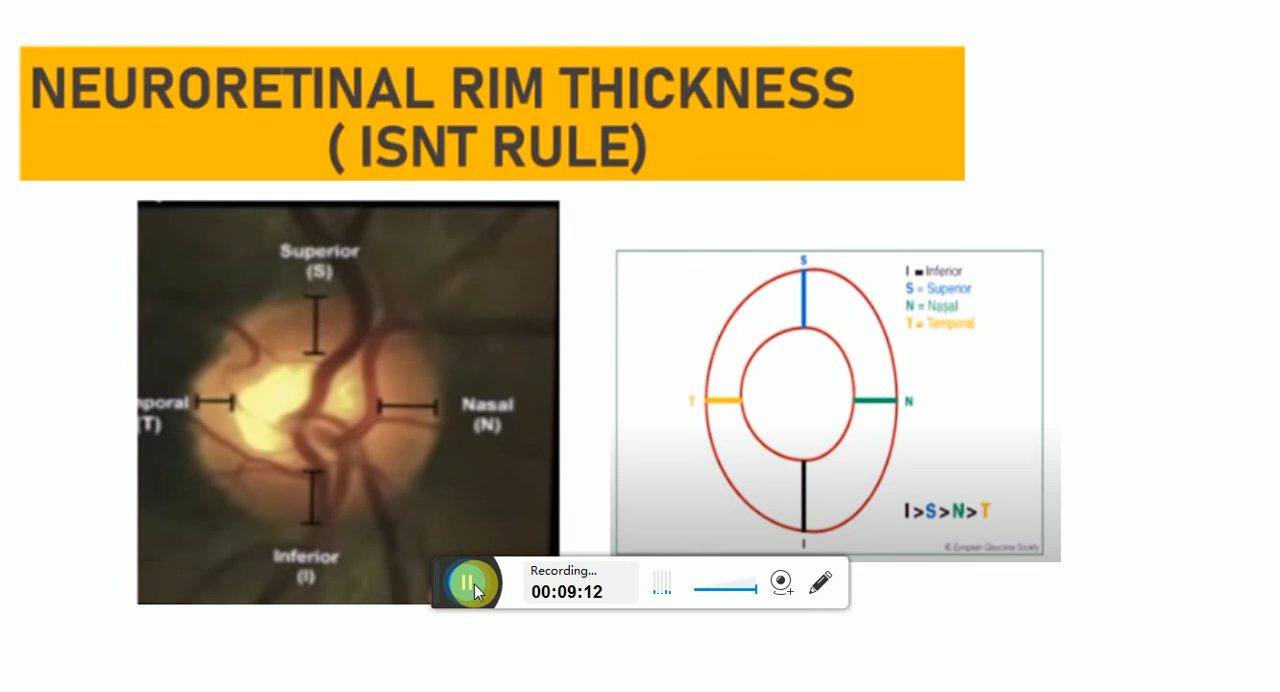 NEURORETINAL RIM THICKNESS
( ISNT RULE)
Superior
(S)
mporal
(T)
Nasal
(N)
Inferior
(I)
S
T
N
I
I = Inferior
S = Superior
N = Nasal
T = Temporal
I>S>N>T
© European Glaucoma Society
Recording...
00:09:12